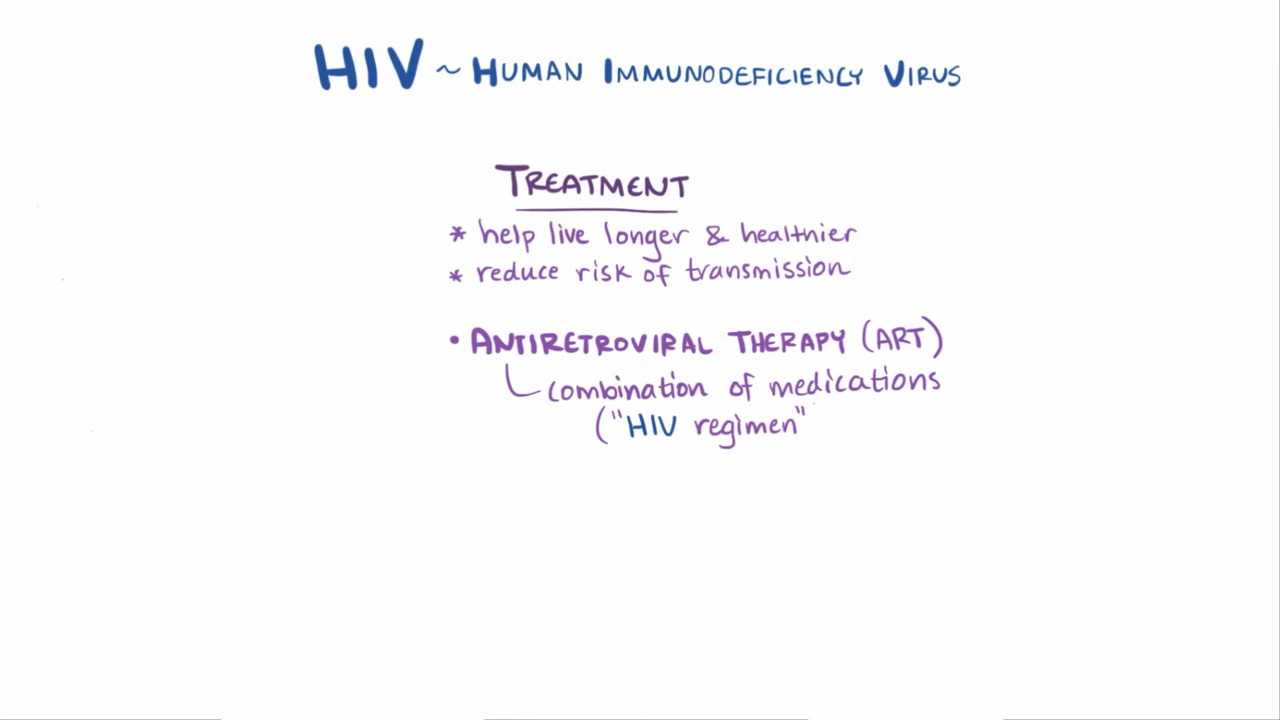 HIV ~ HUMAN IMMUNODEFICIENCY VIRUS
TREATMENT
* help live longer & healthier
* reduce risk of transmission
• ANTIRETROVIRAL THERAPY (ART)
combination of medications
("HIV regimen"